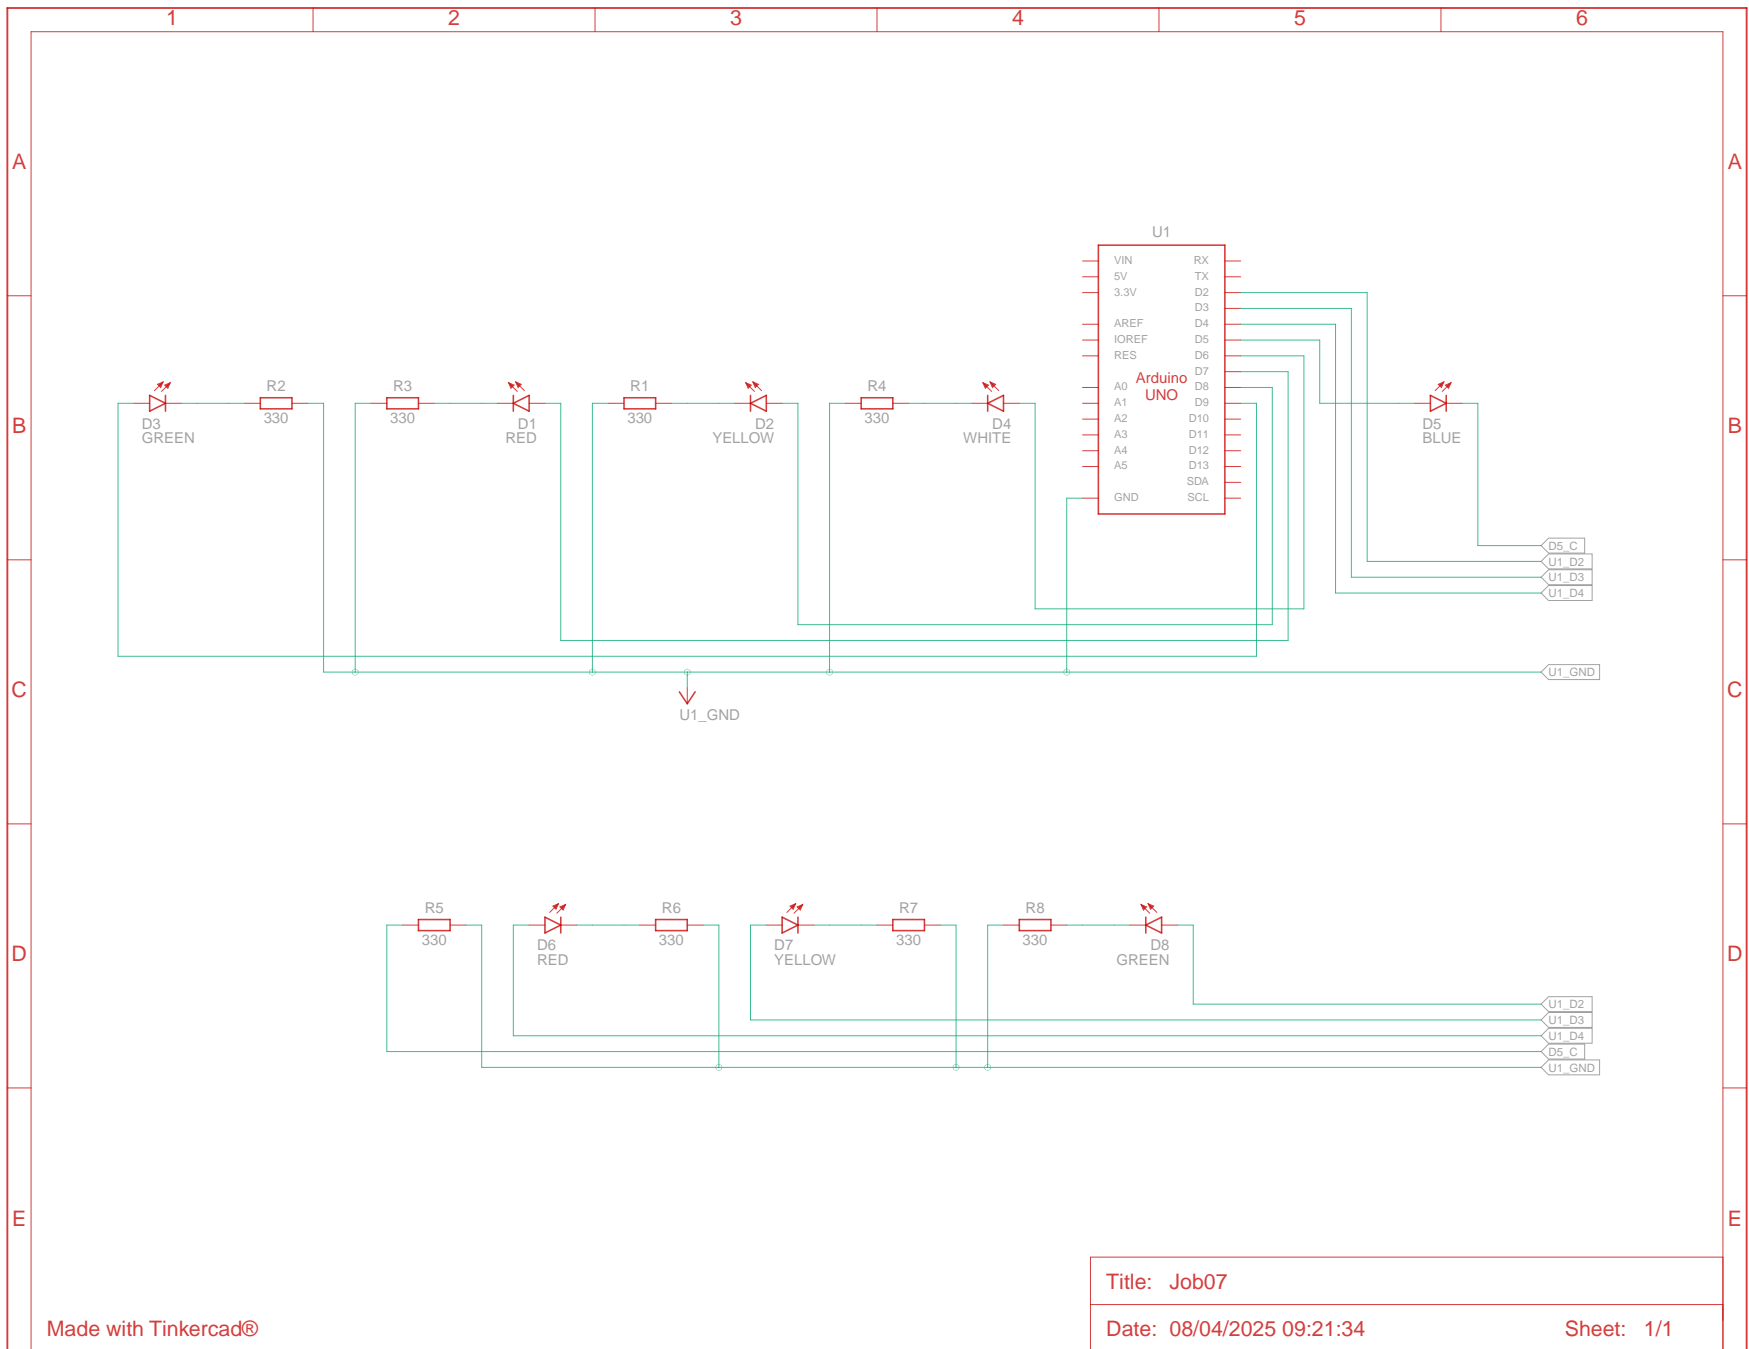 1 2 3 4 5 6
A A
U1
VIN RX
5V TX
3.3V D2
D3
AREF D4
IOREF D5
RES D6
D7
Arduino
UNO
A0 D8
A1 D9
A2 D10
A3 D11
A4 D12
A5 D13
SDA
GND SCL
B B
R2
330
D3
GREEN
R3
330
D1
RED
R1
330
D2
YELLOW
R4
330
D4
WHITE
D5
BLUE
D5_C
U1_D2
U1_D3
U1_D4
U1_GND
C C
U1_GND
D D
R5
330
D6
RED
R6
330
D7
YELLOW
R7
330
R8
330
D8
GREEN
U1_D2
U1_D3
U1_D4
D5_C
U1_GND
E E
Title: Job07
Made with Tinkercad®
Date: 08/04/2025 09:21:34 Sheet: 1/1